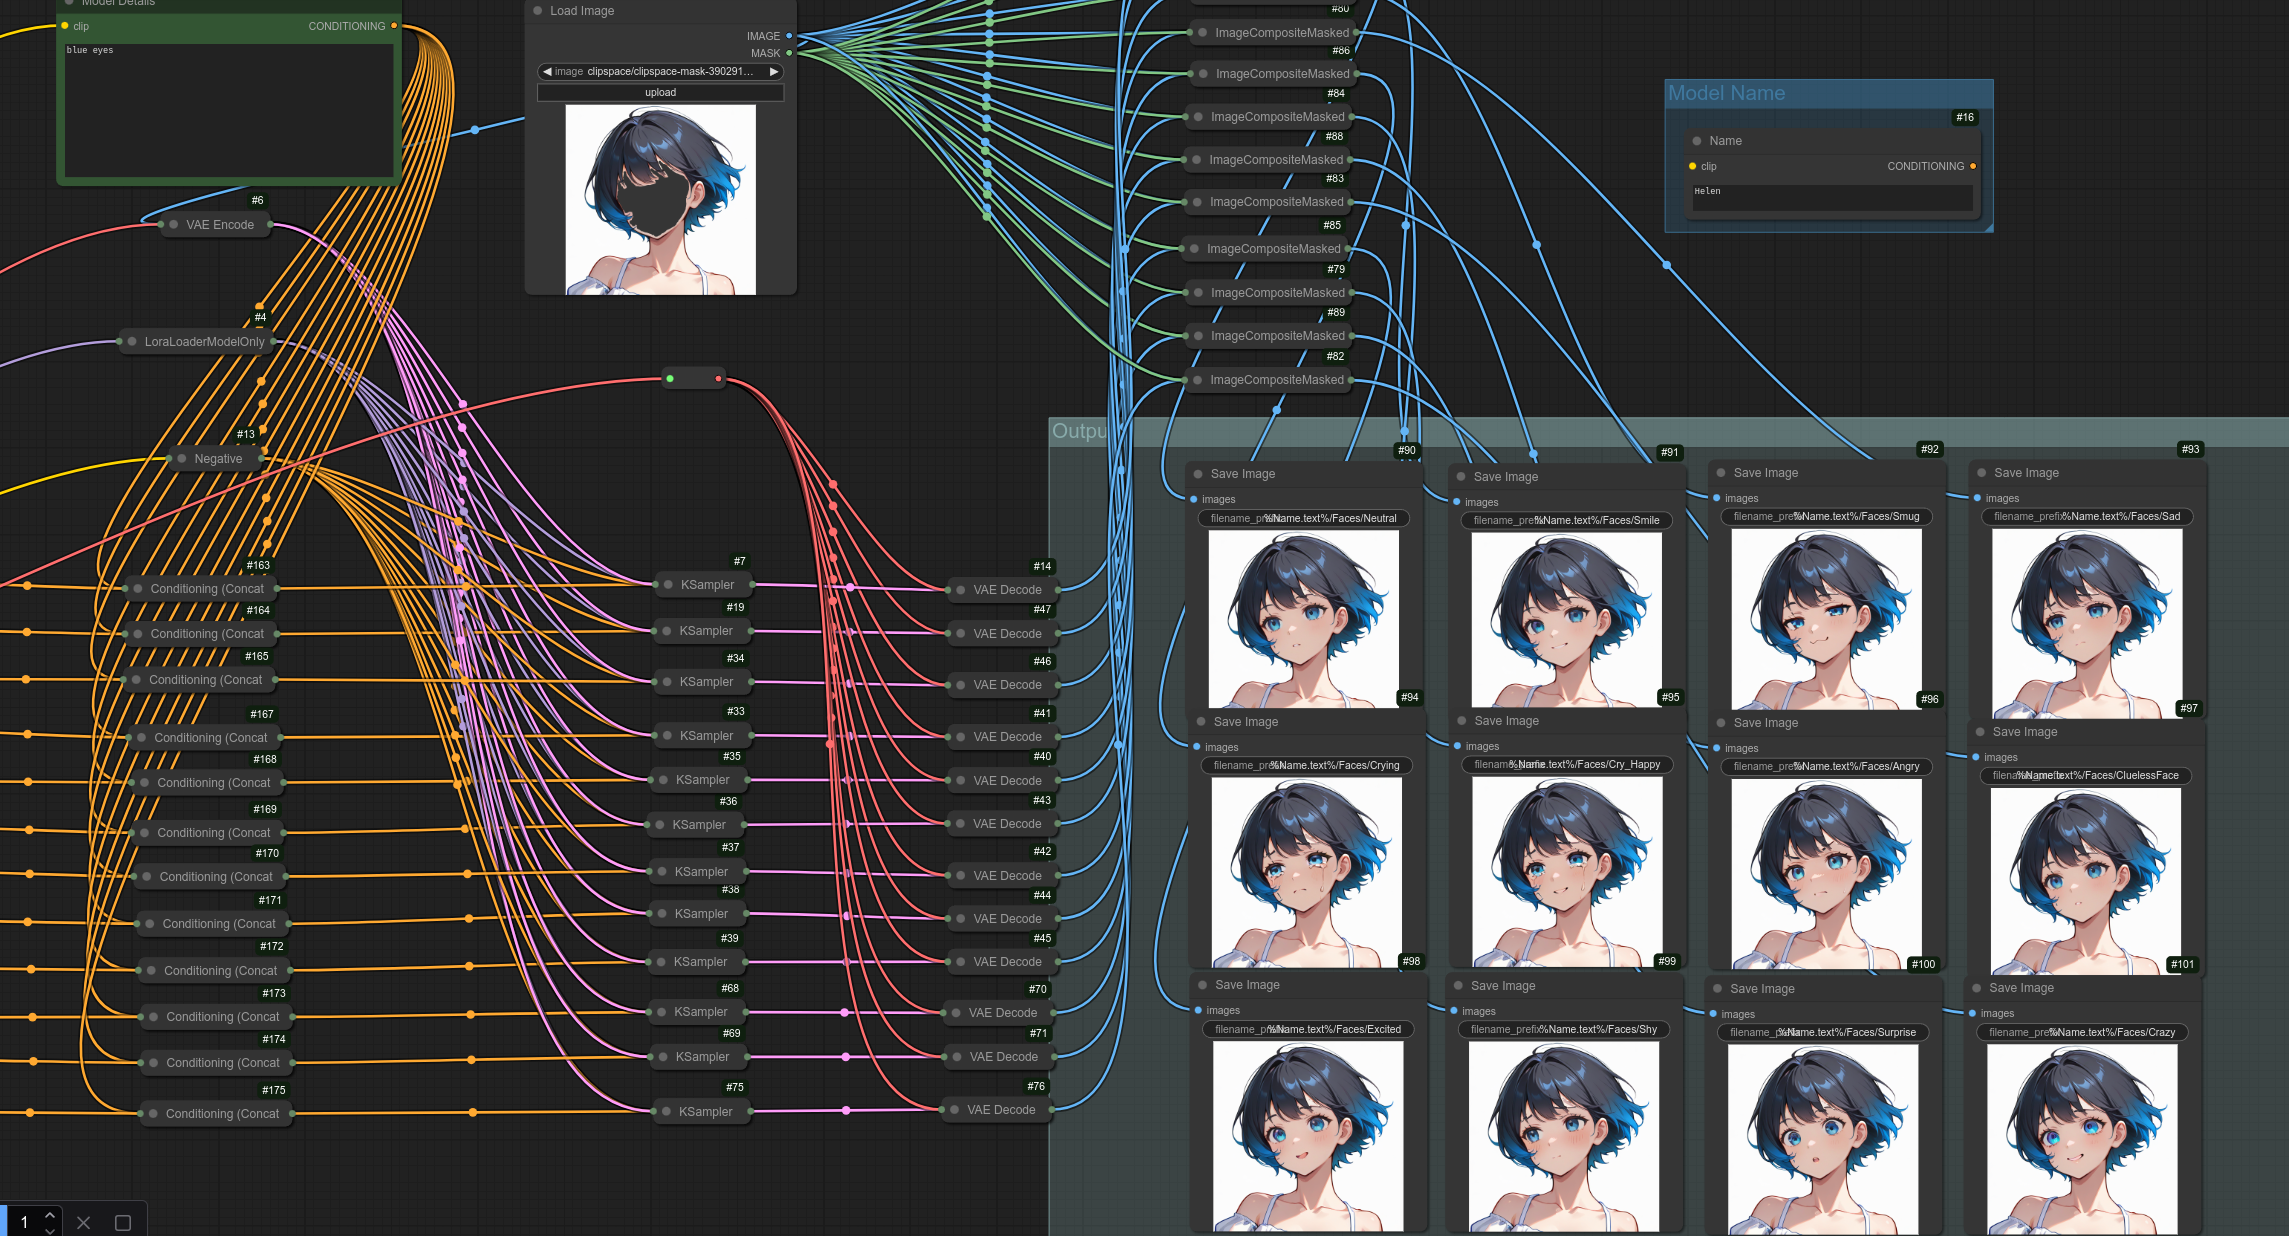 Model Details
clip
CONDITIONING
blue eyes
Load Image
IMAGE
MASK
image clipspace/clipspace-mask-390291...
upload
#80
ImageCompositeMasked
#86
ImageCompositeMasked
#84
ImageCompositeMasked
#88
ImageCompositeMasked
#83
ImageCompositeMasked
#85
ImageCompositeMasked
#79
ImageCompositeMasked
#89
ImageCompositeMasked
#82
ImageCompositeMasked
Model Name
#16
Name
clip
CONDITIONING
Helen
#6
VAE Encode
#4
LoraLoaderModelOnly
#13
Negative
#163
Conditioning (Concat
#164
Conditioning (Concat
#165
Conditioning (Concat
#167
Conditioning (Concat
#168
Conditioning (Concat
#169
Conditioning (Concat
#170
Conditioning (Concat
#171
Conditioning (Concat
#172
Conditioning (Concat
#173
Conditioning (Concat
#174
Conditioning (Concat
#175
Conditioning (Concat
#7
KSampler
#19
KSampler
#34
KSampler
#33
KSampler
#35
KSampler
#36
KSampler
#37
KSampler
#38
KSampler
#39
KSampler
#68
KSampler
#69
KSampler
#75
KSampler
#14
VAE Decode
#47
VAE Decode
#46
VAE Decode
#41
VAE Decode
#40
VAE Decode
#43
VAE Decode
#42
VAE Decode
#44
VAE Decode
#45
VAE Decode
#70
VAE Decode
#71
VAE Decode
#76
VAE Decode
Outpu
#90
Save Image
images
%Name.text%/Faces/Neutral
#91
Save Image
images
%Name.text%/Faces/Smile
#92
Save Image
images
%Name.text%/Faces/Smug
#93
Save Image
images
filename_prefix %Name.text%/Faces/Sad
#94
Save Image
images
%Name.text%/Faces/Crying
#95
Save Image
images
%Name.text%/Faces/Cry_Happy
#96
Save Image
images
%Name.text%/Faces/Angry
#97
Save Image
images
%Name.text%/Faces/CluelessFace
#98
Save Image
images
%Name.text%/Faces/Excited
#99
Save Image
images
filename_prefix %Name.text%/Faces/Shy
#100
Save Image
images
%Name.text%/Faces/Surprise
#101
Save Image
images
%Name.text%/Faces/Crazy
1